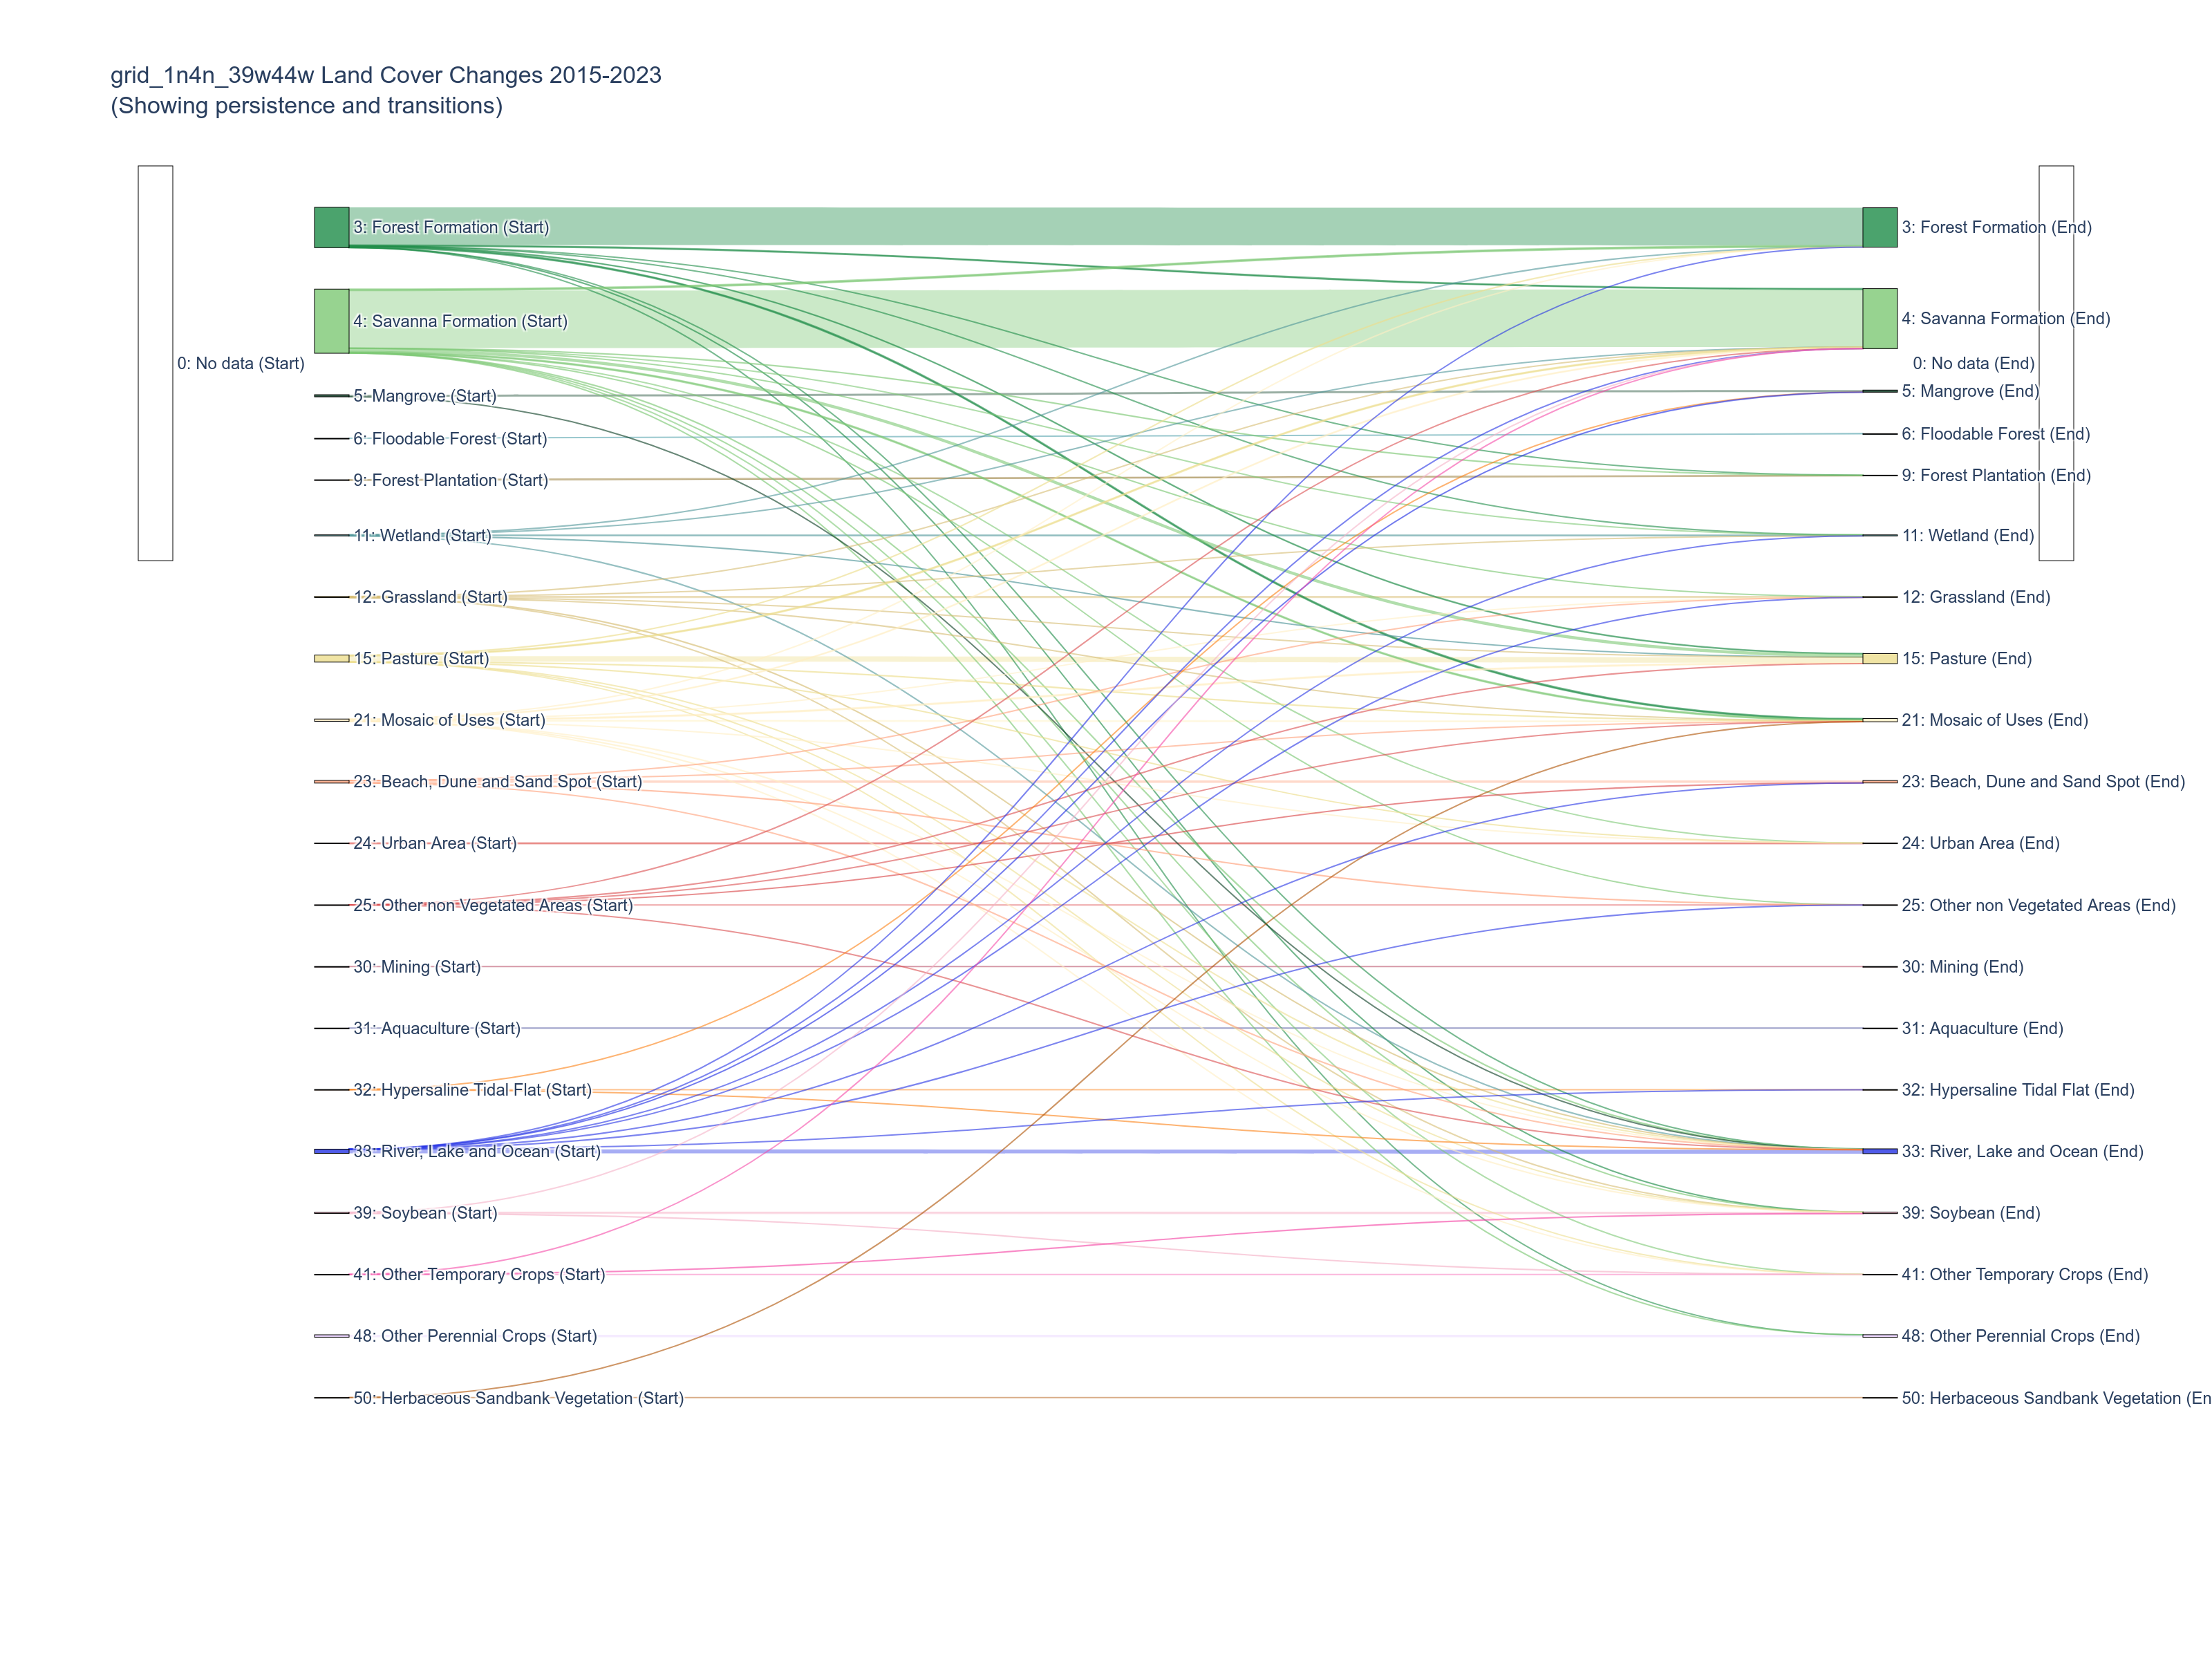 grid_1n4n_39w44w Land Cover Changes 2015-2023
(Showing persistence and transitions)
3: Forest Formation (Start)
3: Forest Formation (End)
4: Savanna Formation (Start)
4: Savanna Formation (End)
0: No data (Start)
0: No data (End)
5: Mangrove (Start)
5: Mangrove (End)
6: Floodable Forest (Start)
6: Floodable Forest (End)
9: Forest Plantation (Start)
9: Forest Plantation (End)
11: Wetland (Start)
11: Wetland (End)
12: Grassland (Start)
12: Grassland (End)
15: Pasture (Start)
15: Pasture (End)
21: Mosaic of Uses (Start)
21: Mosaic of Uses (End)
23: Beach, Dune and Sand Spot (Start)
23: Beach, Dune and Sand Spot (End)
24: Urban Area (Start)
24: Urban Area (End)
25: Other non Vegetated Areas (Start)
25: Other non Vegetated Areas (End)
30: Mining (Start)
30: Mining (End)
31: Aquaculture (Start)
31: Aquaculture (End)
32: Hypersaline Tidal Flat (Start)
32: Hypersaline Tidal Flat (End)
33: River, Lake and Ocean (Start)
33: River, Lake and Ocean (End)
39: Soybean (Start)
39: Soybean (End)
41: Other Temporary Crops (Start)
41: Other Temporary Crops (End)
48: Other Perennial Crops (Start)
48: Other Perennial Crops (End)
50: Herbaceous Sandbank Vegetation (Start)
50: Herbaceous Sandbank Vegetation (En